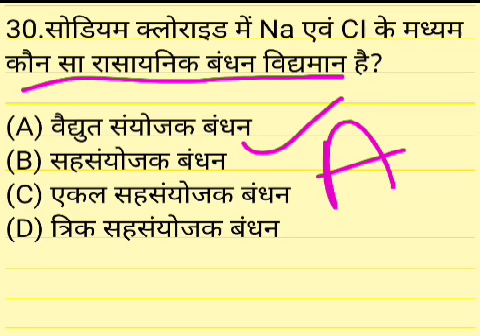 30.सोडियम क्लोराइड में Na एवं Cl के मध्यम
कौन सा रासायनिक बंधन विद्यमान है?
(A) वैद्युत संयोजक बंधन
(B) सहसंयोजक बंधन
(C) एकल सहसंयोजक बंधन
(D) त्रिक सहसंयोजक बंधन
A